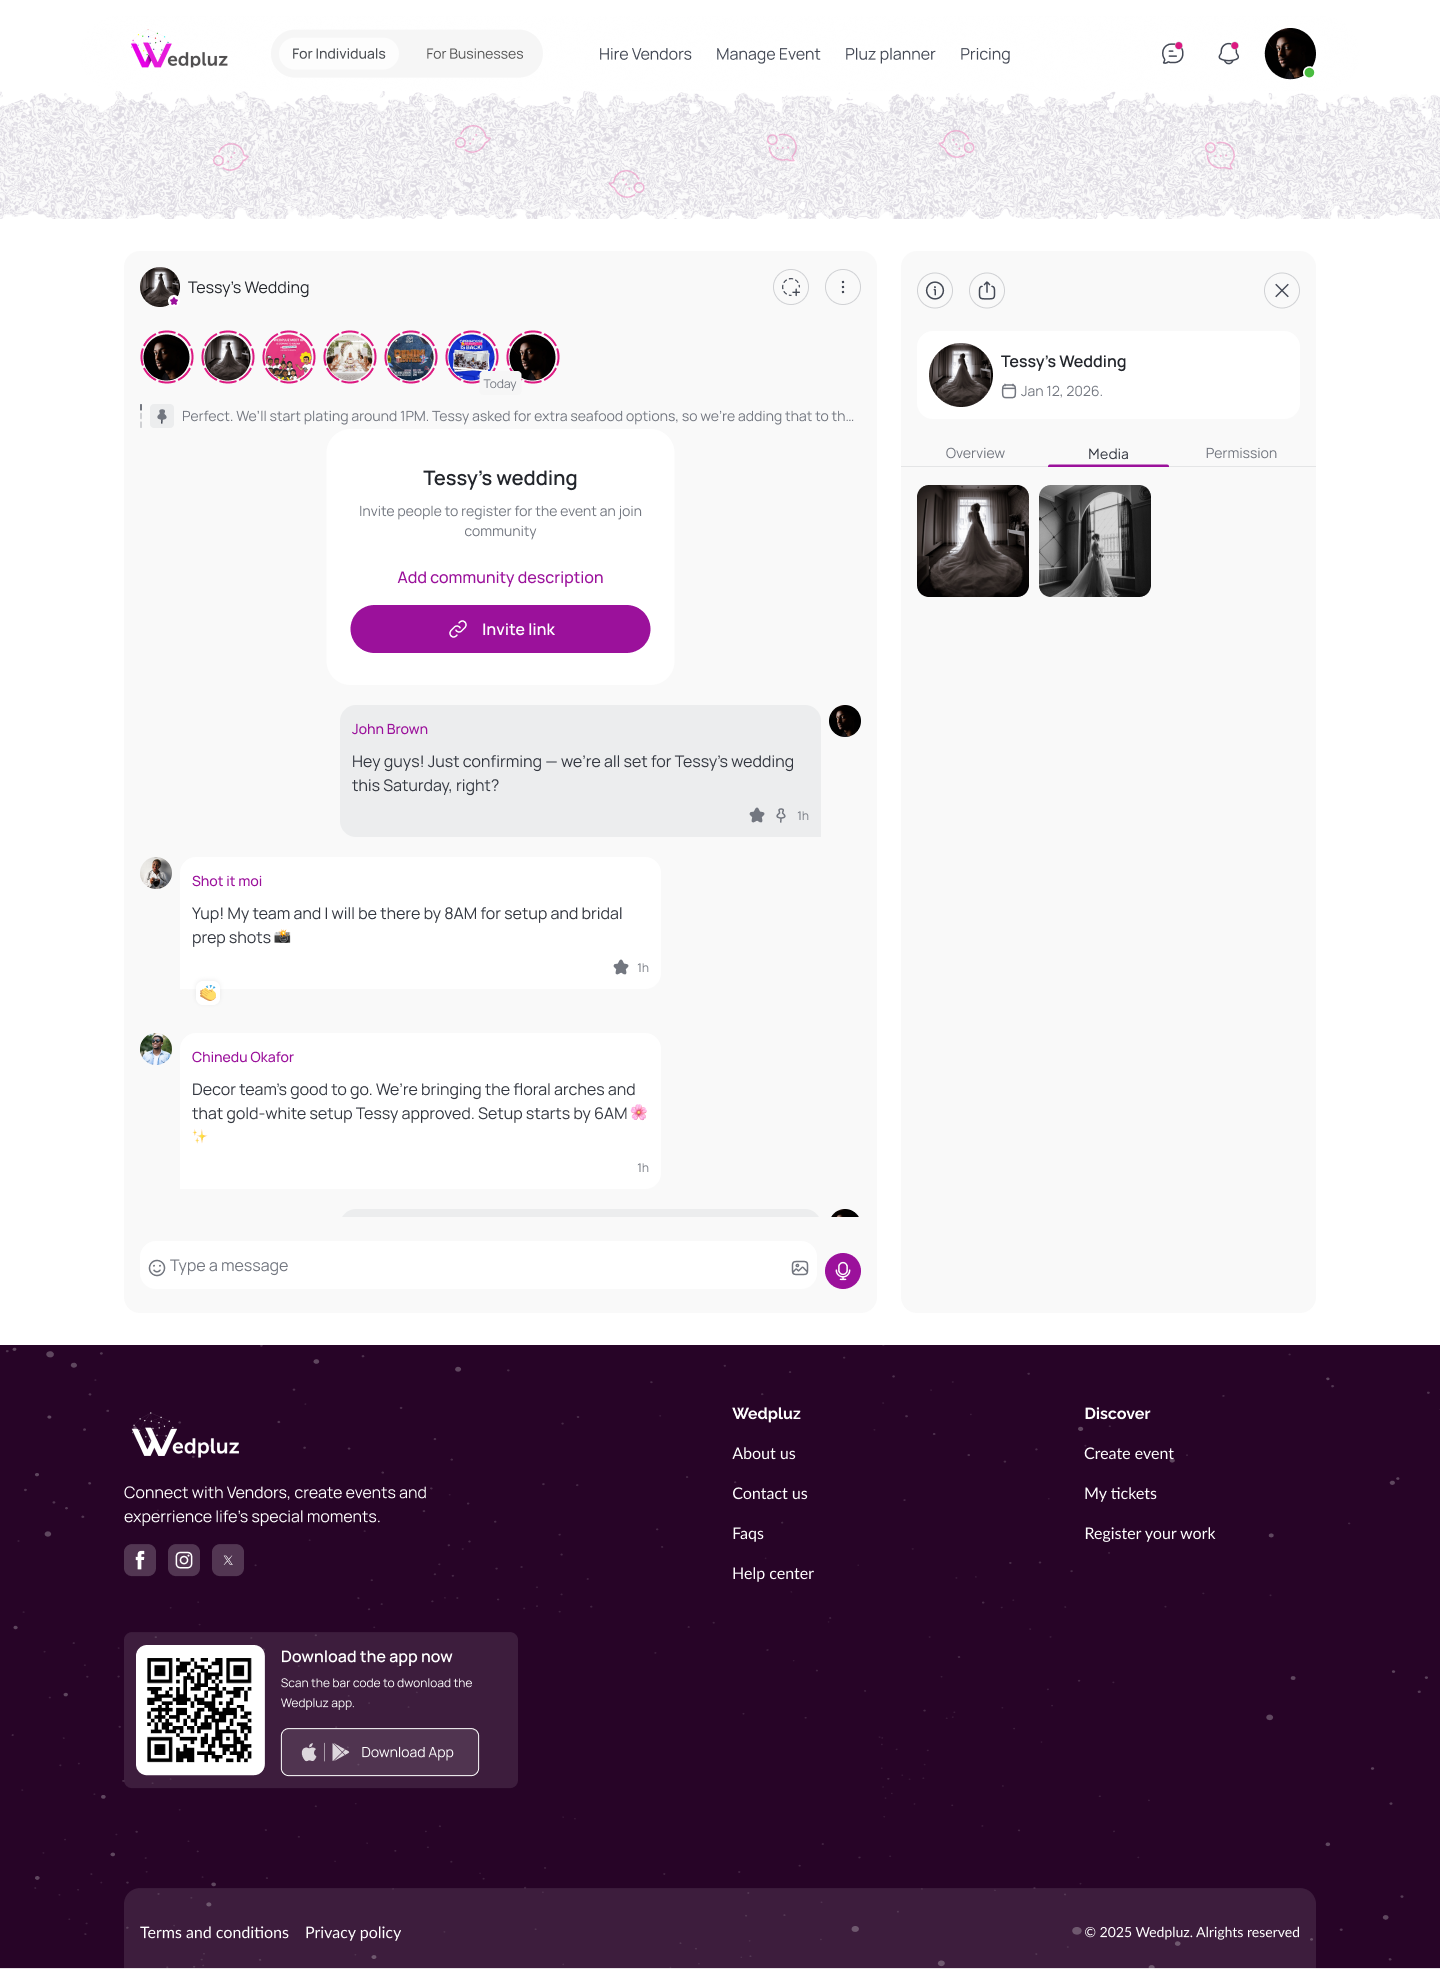 Wedpluz
For Individuals
For Businesses
Hire Vendors
Manage Event
Pluz planner
Pricing
Tessy's Wedding
Today
Perfect. We'll start plating around 1PM. Tessy asked for extra seafood options, so we're adding that to th...
Tessy's wedding
Invite people to register for the event an join
community
Add community description
Invite link
John Brown
Hey guys! Just confirming — we're all set for Tessy's wedding
this Saturday, right?
1h
Shot it moi
Yup! My team and I will be there by 8AM for setup and bridal
prep shots 📸
1h
👏
Chinedu Okafor
Decor team's good to go. We're bringing the floral arches and
that gold-white setup Tessy approved. Setup starts by 6AM 🌸
✨
1h
Type a message
Tessy's Wedding
Jan 12, 2026.
Overview
Media
Permission
Wedpluz
Connect with Vendors, create events and
experrience life's special moments.
Wedpluz
About us
Contact us
Faqs
Help center
Discover
Create event
My tickets
Register your work
Download the app now
Scan the bar code to dwonload the
Wedpluz app.
Download App
Terms and conditions
Privacy policy
© 2025 Wedpluz. Alrights reserved